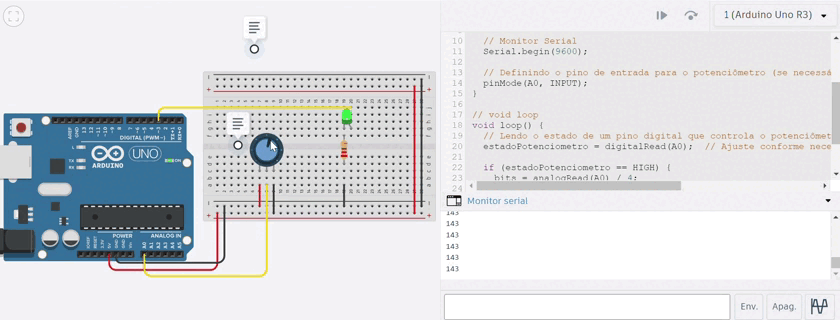 1 (Arduino Uno R3)
10 // Monitor Serial
11 Serial.begin(9600);
12
13 // Definindo o pino de entrada para o potenciômetro (se necessá
14 pinMode(A0, INPUT);
15 }
16
17 // void loop
18 void loop() {
19 // Lendo o estado de um pino digital que controla o potenciômet
20 estadoPotenciometro = digitalRead(A0); // Ajuste conforme nece
21
22 if (estadoPotenciometro == HIGH) {
23 bits = analogRead(A0) / 4;
24
Monitor serial
143
143
143
143
143
143
Env.
Apag.
DIGITAL (PWM~)
UNO
ARDUINO
ON
POWER
ANALOG IN